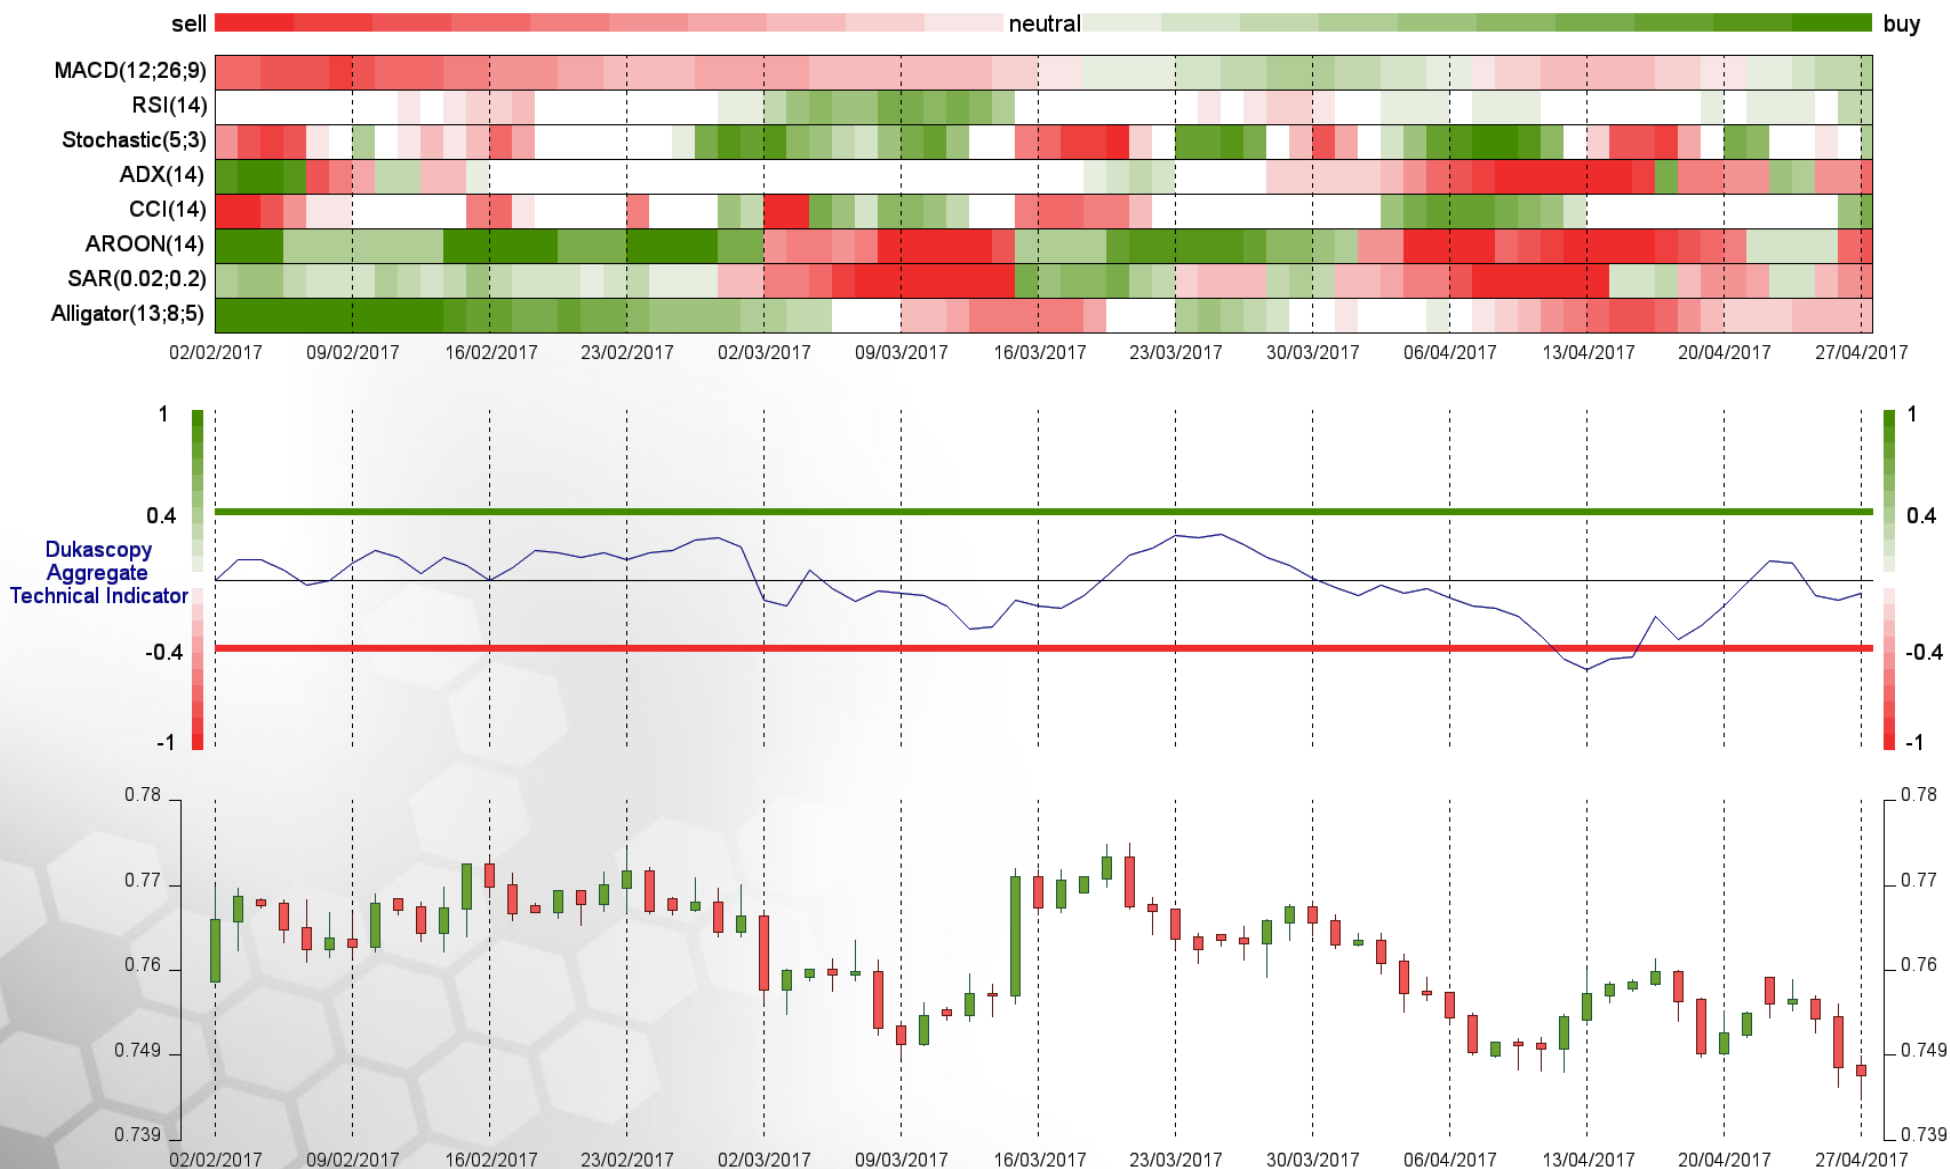 sell neutral buy
MACD(12;26;9)
RSI(14)
Stochastic(5;3)
ADX(14)
CCI(14)
AROON(14)
SAR(0.02;0.2)
Alligator(13;8;5)
02/02/2017 09/02/2017 16/02/2017 23/02/2017 02/03/2017 09/03/2017 16/03/2017 23/03/2017 30/03/2017 06/04/2017 13/04/2017 20/04/2017 27/04/2017
1 1
0.4 0.4
Dukascopy
Aggregate
Technical Indicator
-0.4 -0.4
-1 -1
0.78 0.78
0.77 0.77
0.76 0.76
0.749 0.749
0.739 0.739
02/02/2017 09/02/2017 16/02/2017 23/02/2017 02/03/2017 09/03/2017 16/03/2017 23/03/2017 30/03/2017 06/04/2017 13/04/2017 20/04/2017 27/04/2017